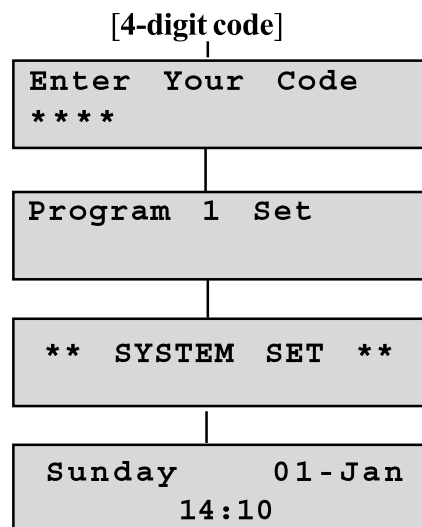 [4-digit code]
Enter Your Code
****
Program 1 Set
** SYSTEM SET **
Sunday 01-Jan
14:10